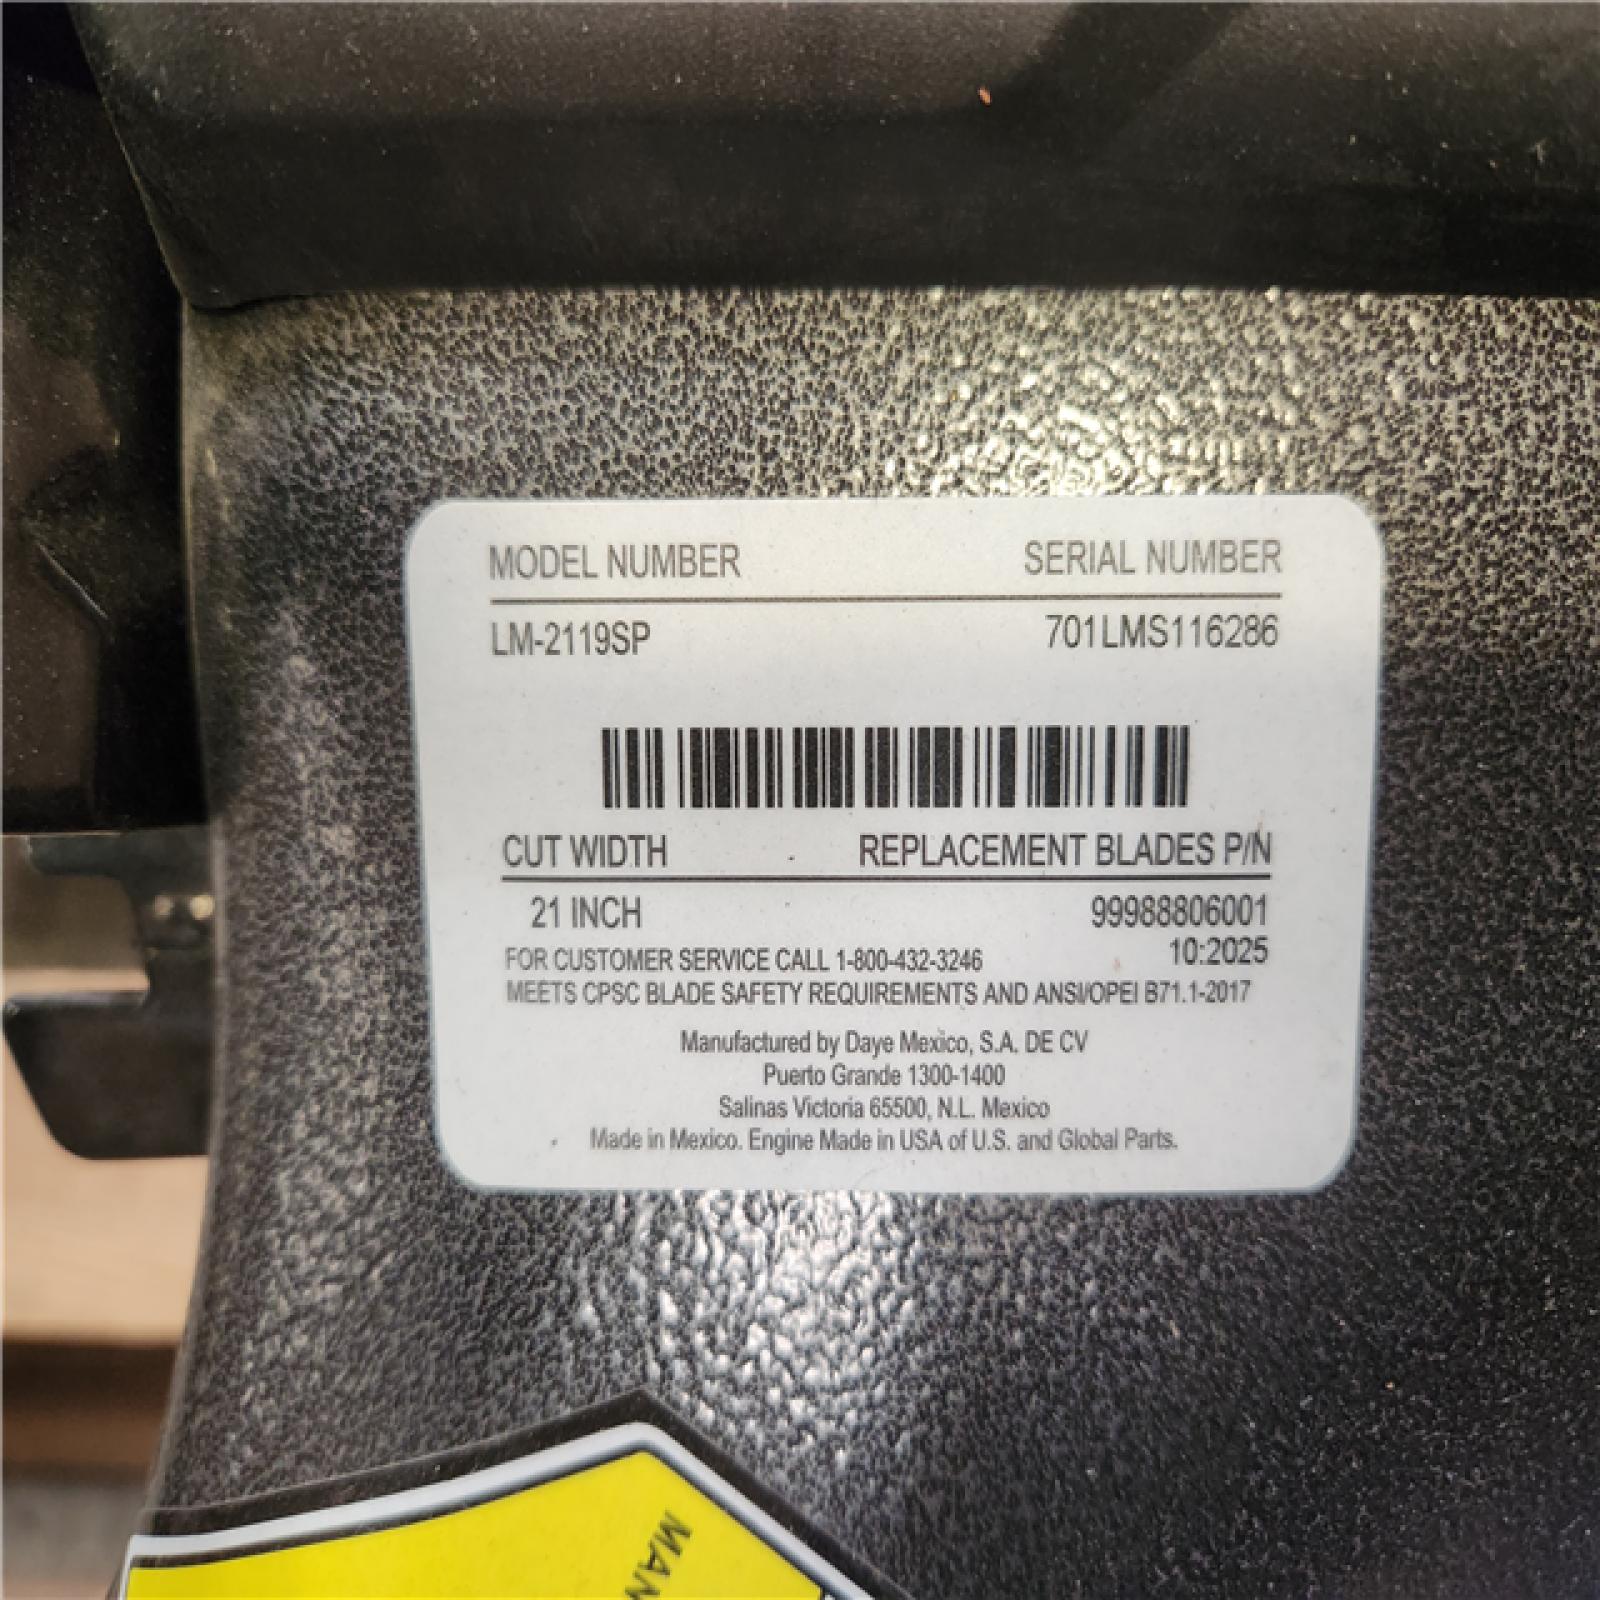 MODEL NUMBER SERIAL NUMBER
LM-2119SP 701LMS116286
CUT WIDTH REPLACEMENT BLADES P/N
21 INCH 99988806001
10:2025
FOR CUSTOMER SERVICE CALL 1-800-432-3246
MEETS CPSC BLADE SAFETY REQUIREMENTS AND ANSI/OPEI B71.1-2017
Manufactured by Daye Mexico, S.A. DE CV
Puerto Grande 1300-1400
Salinas Victoria 65500, N.L. Mexico
Made in Mexico. Engine Made in USA of U.S. and Global Parts.